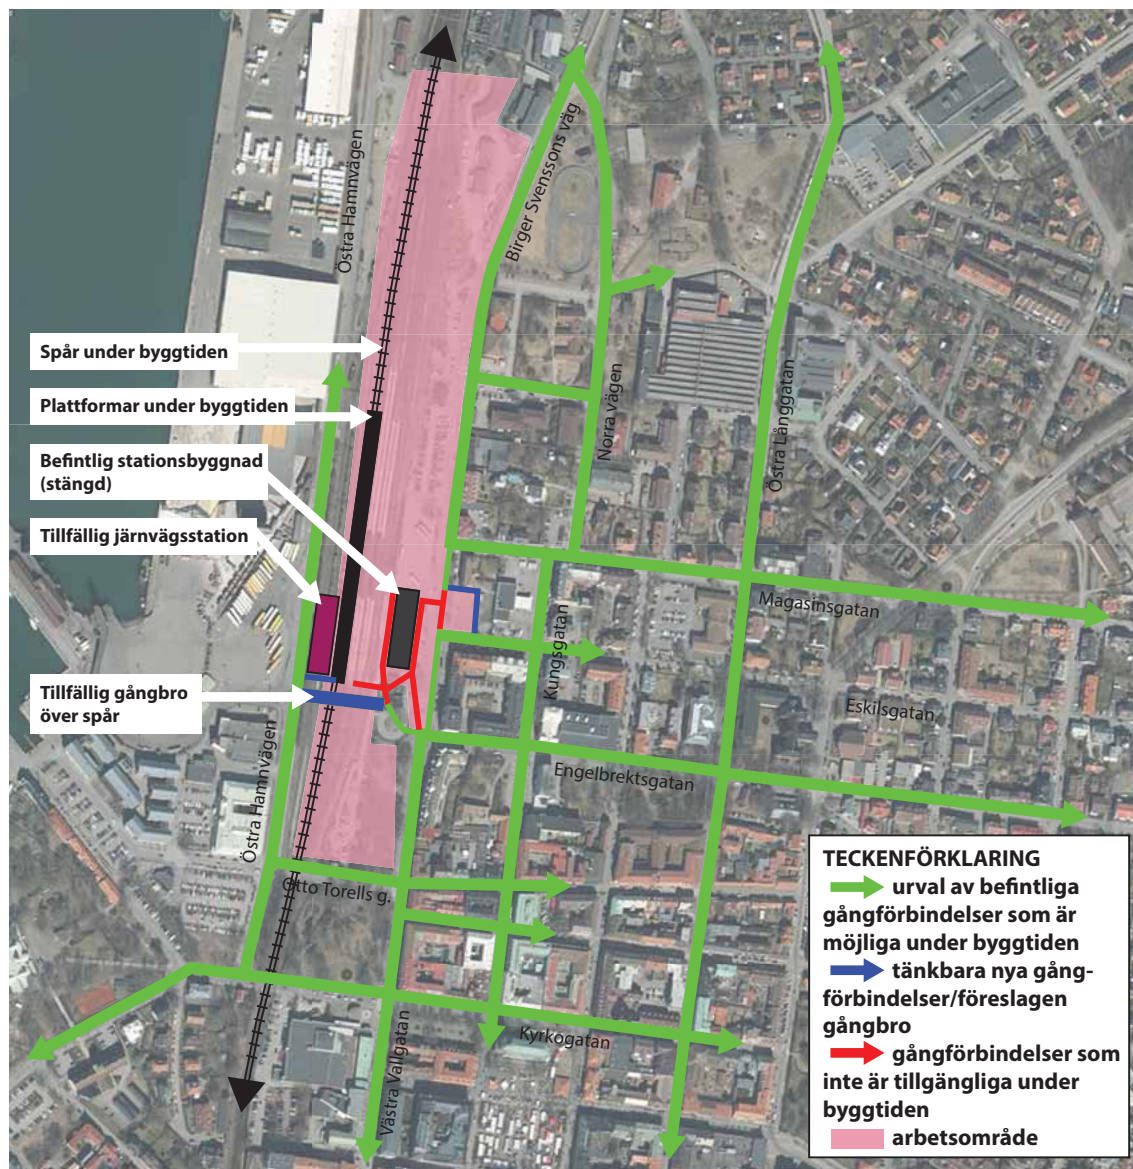 Östra Hamnvägen
Birger Svenssons väg
Spår under byggtiden
Plattformar under byggtiden
Befintlig stationsbyggnad
(stängd)
Tillfällig järnvägsstation
Tillfällig gångbro
över spår
Norra vägen
Östra Långgatan
Magasinsgatan
Kungsgatan
Eskilsgatan
Engelbrektsgatan
Östra Hamnvägen
Otto Torells g.
Västra Vallgatan
Kyrkogatan
TECKENFÖRKLARING
urval av befintliga
gångförbindelser som är
möjliga under byggtiden
tänkbara nya gång-
förbindelser/föreslagen
gångbro
gångförbindelser som
inte är tillgängliga under
byggtiden
arbetsområde